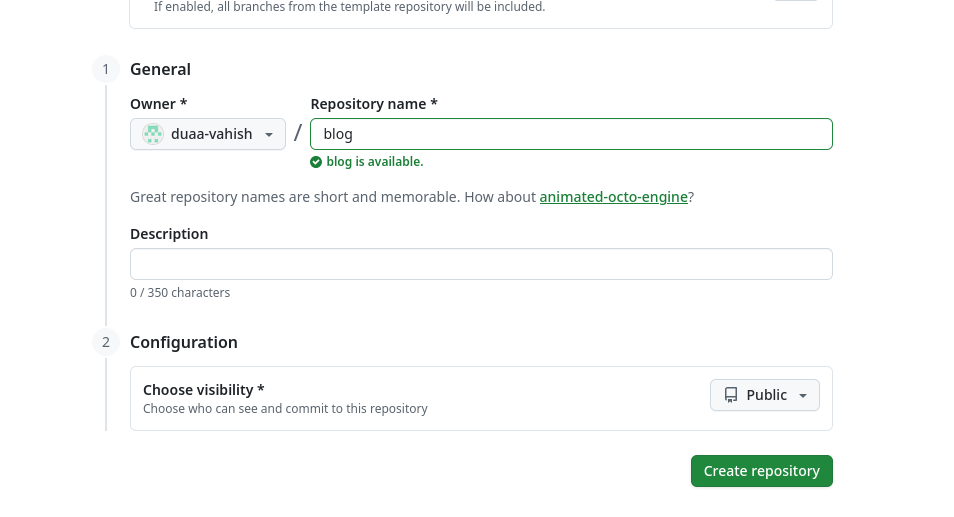 If enabled, all branches from the template repository will be included.
1 General
Owner * Repository name *
duaa-vahish / blog
blog is available.
Great repository names are short and memorable. How about animated-octo-engine?
Description
0 / 350 characters
2 Configuration
Choose visibility *
Choose who can see and commit to this repository
Public
Create repository